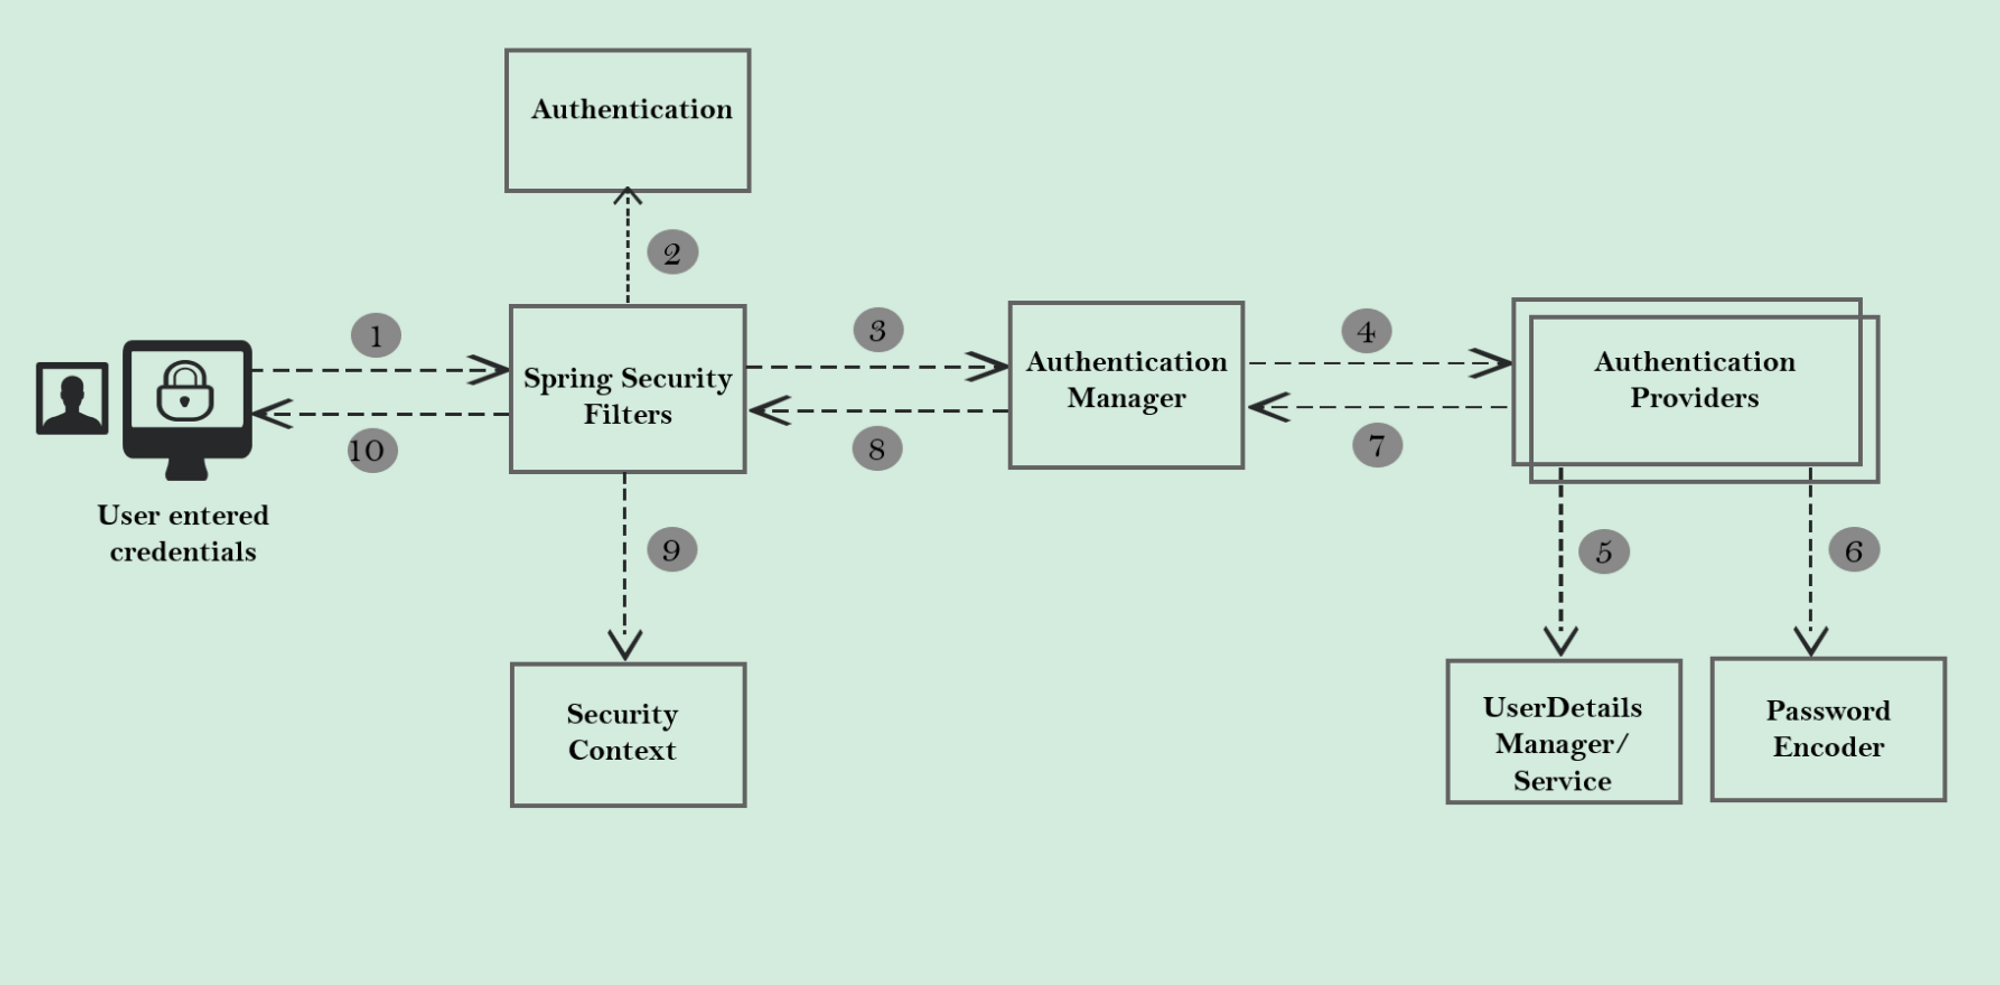 Authentication
2
1
3
4
Spring Security
Filters
Authentication
Manager
Authentication
Providers
10
8
7
User entered
credentials
9
5
6
Security
Context
UserDetails
Manager/
Service
Password
Encoder